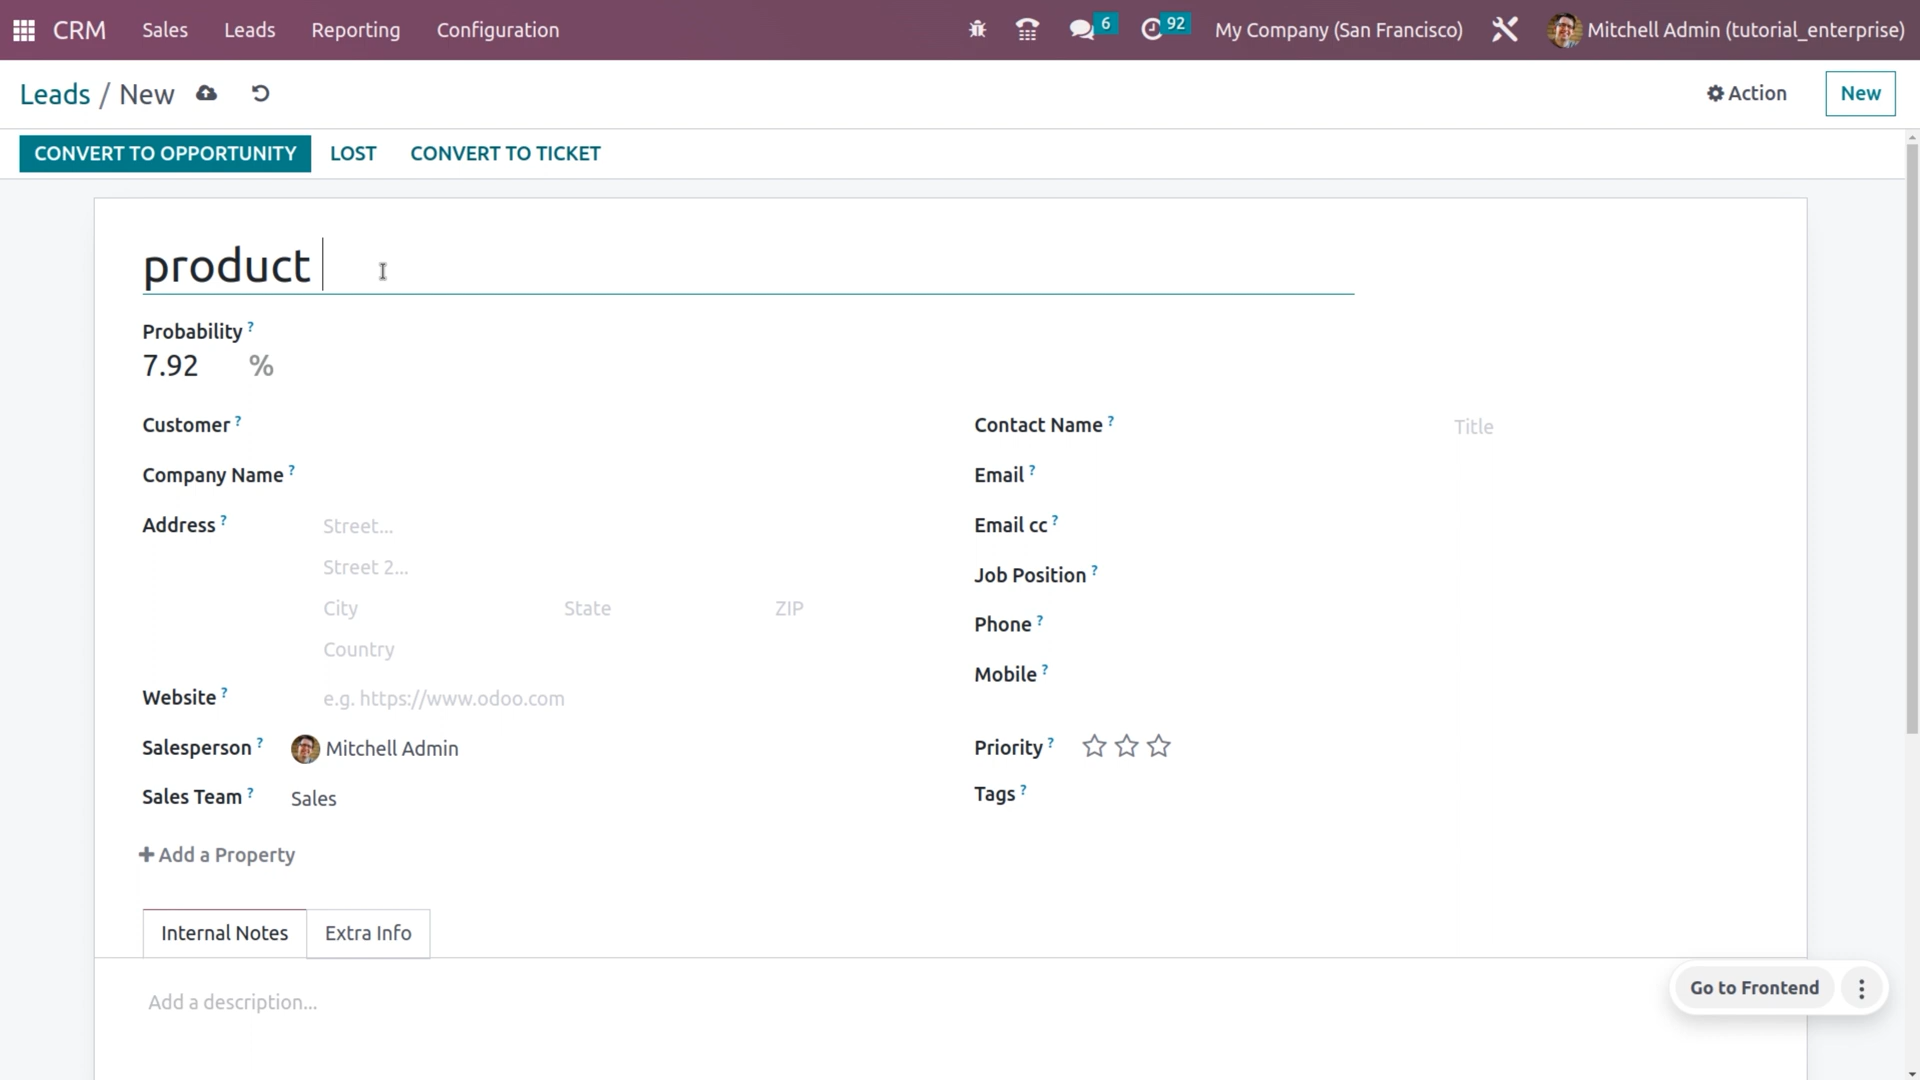 CRM Sales Leads Reporting Configuration 6 92 My Company (San Francisco) Mitchell Admin (tutorial_enterprise)
Leads / New Action New
CONVERT TO OPPORTUNITY LOST CONVERT TO TICKET
product
Probability ?
7.92 %
Customer ?
Company Name ?
Address ? Street...
Street 2...
City State ZIP
Country
Website ? e.g. https://www.odoo.com
Salesperson ? Mitchell Admin
Sales Team ? Sales
Contact Name ? Title
Email ?
Email cc ?
Job Position ?
Phone ?
Mobile ?
Priority ?
Tags ?
Add a Property
Internal Notes Extra Info
Add a description...
Go to Frontend